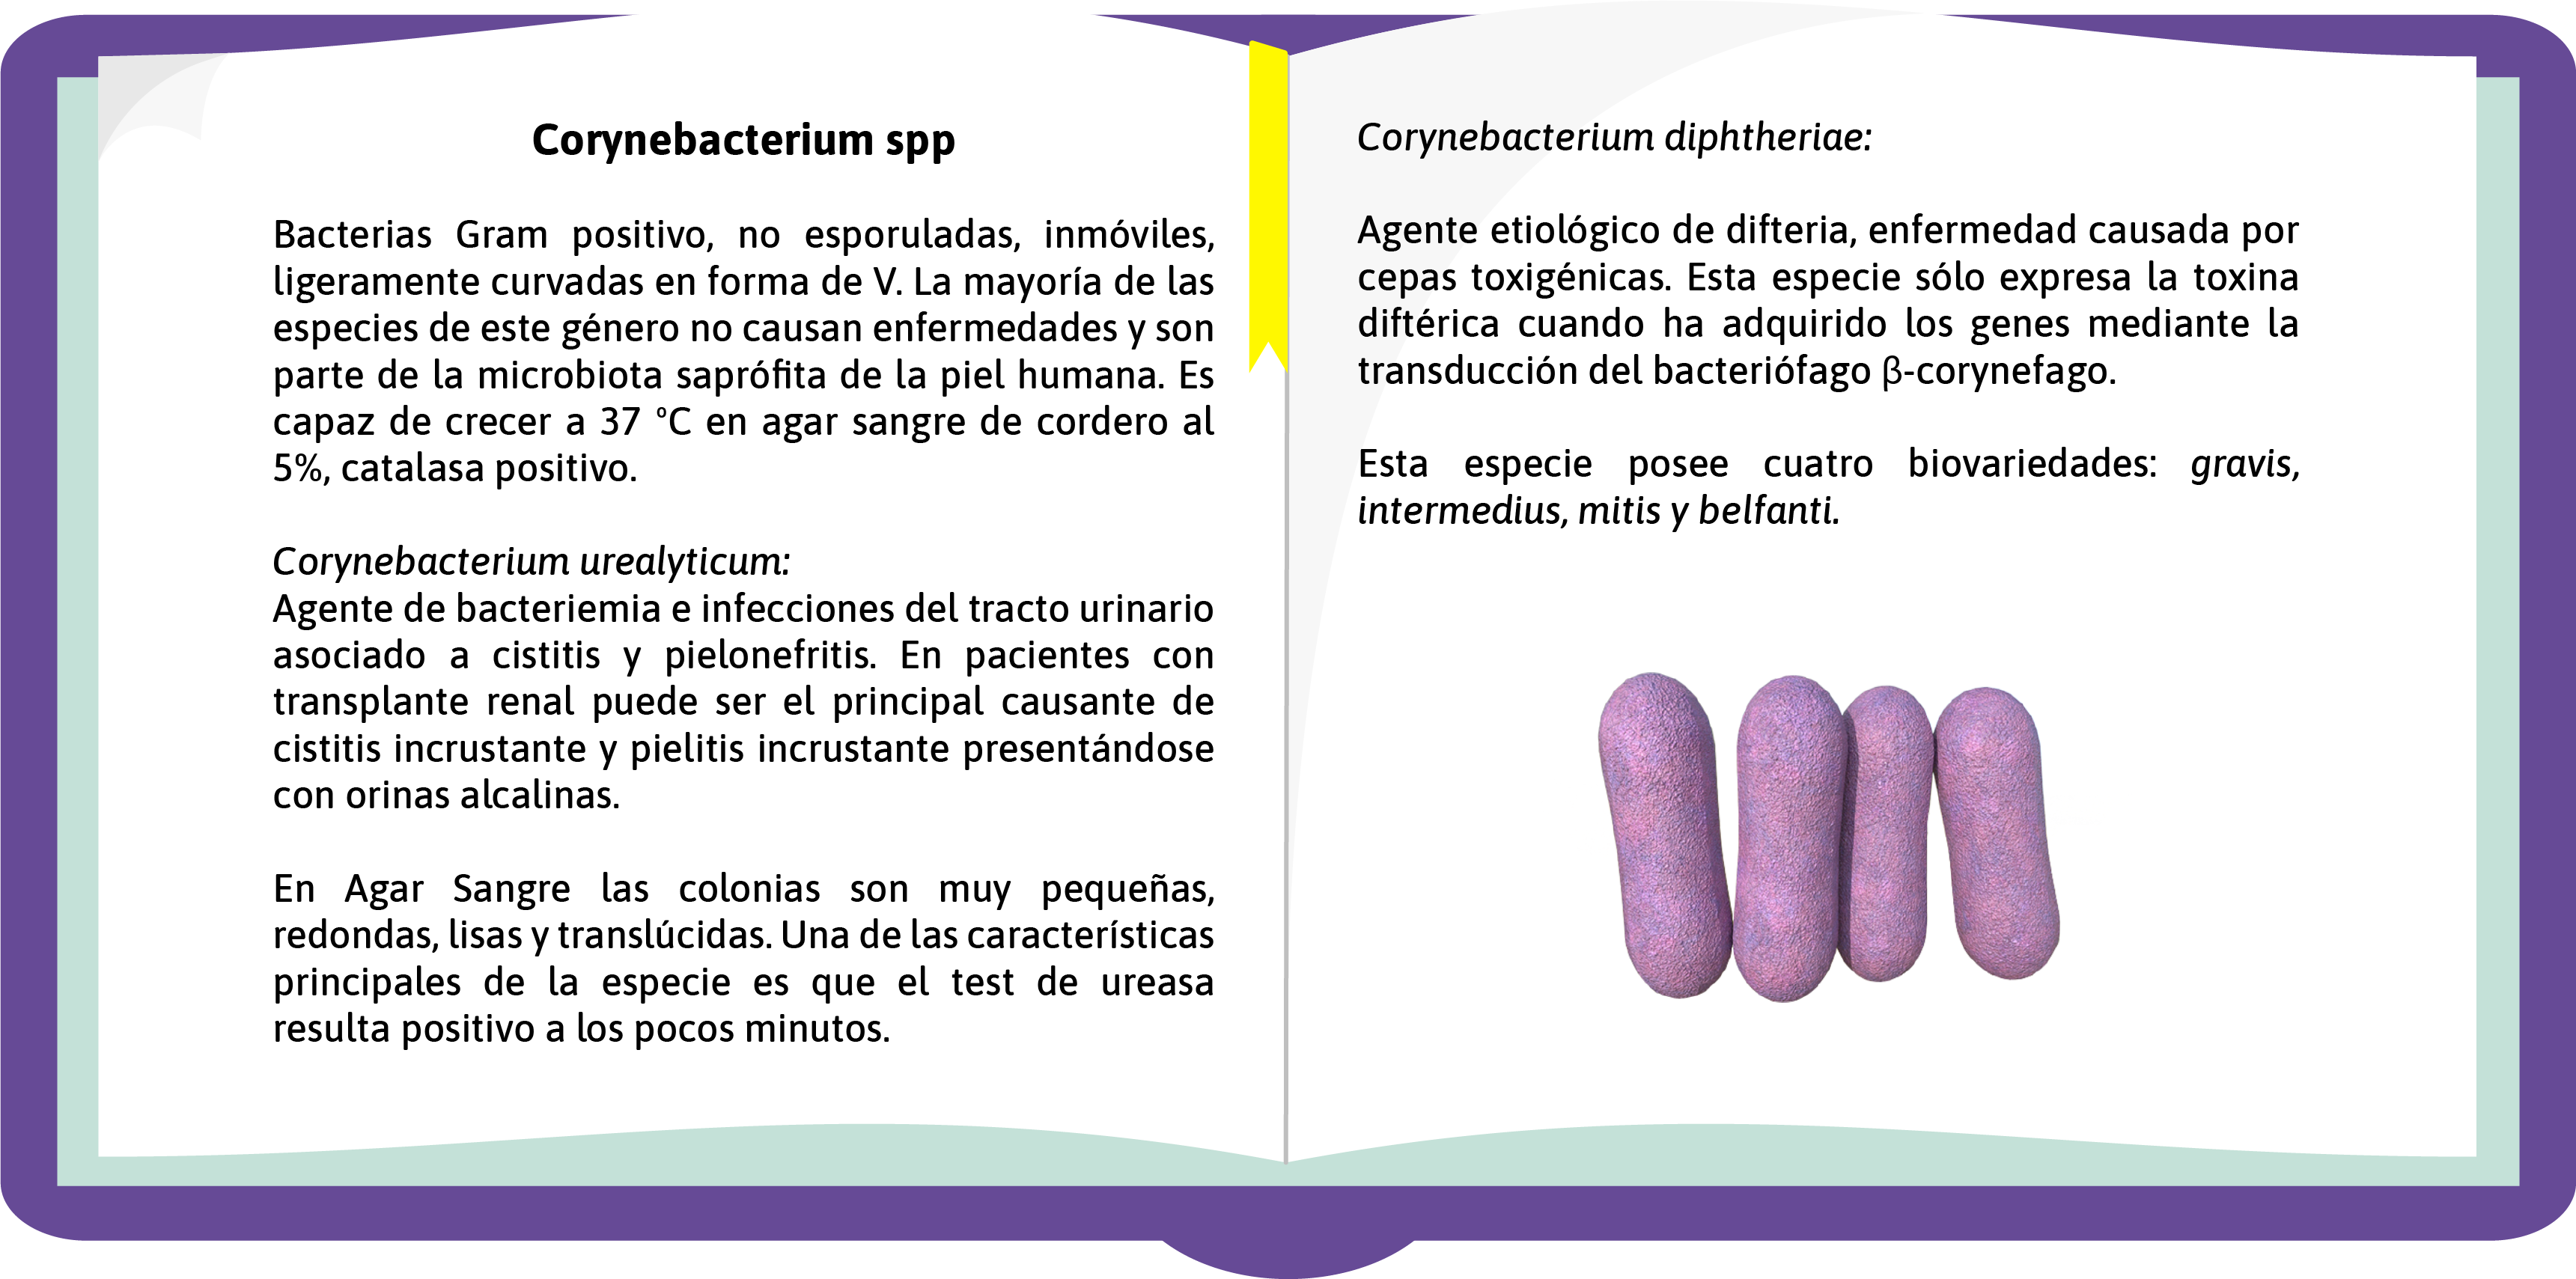 Corynebacterium spp
Bacterias Gram positivo, no esporuladas, inmóviles,
ligeramente curvadas en forma de V. La mayoría de las
especies de este género no causan enfermedades y son
parte de la microbiota saprófita de la piel humana. Es
capaz de crecer a 37 ºC en agar sangre de cordero al
5%, catalasa positivo.
Corynebacterium urealyticum:
Agente de bacteriemia e infecciones del tracto urinario
asociado a cistitis y pielonefritis. En pacientes con
transplante renal puede ser el principal causante de
cistitis incrustante y pielitis incrustante presentándose
con orinas alcalinas.
En Agar Sangre las colonias son muy pequeñas,
redondas, lisas y translúcidas. Una de las características
principales de la especie es que el test de ureasa
resulta positivo a los pocos minutos.
Corynebacterium diphtheriae:
Agente etiológico de difteria, enfermedad causada por
cepas toxigénicas. Esta especie sólo expresa la toxina
diftérica cuando ha adquirido los genes mediante la
transducción del bacteriófago β-corynefago.
Esta especie posee cuatro biovariedades: gravis,
intermedius, mitis y belfanti.